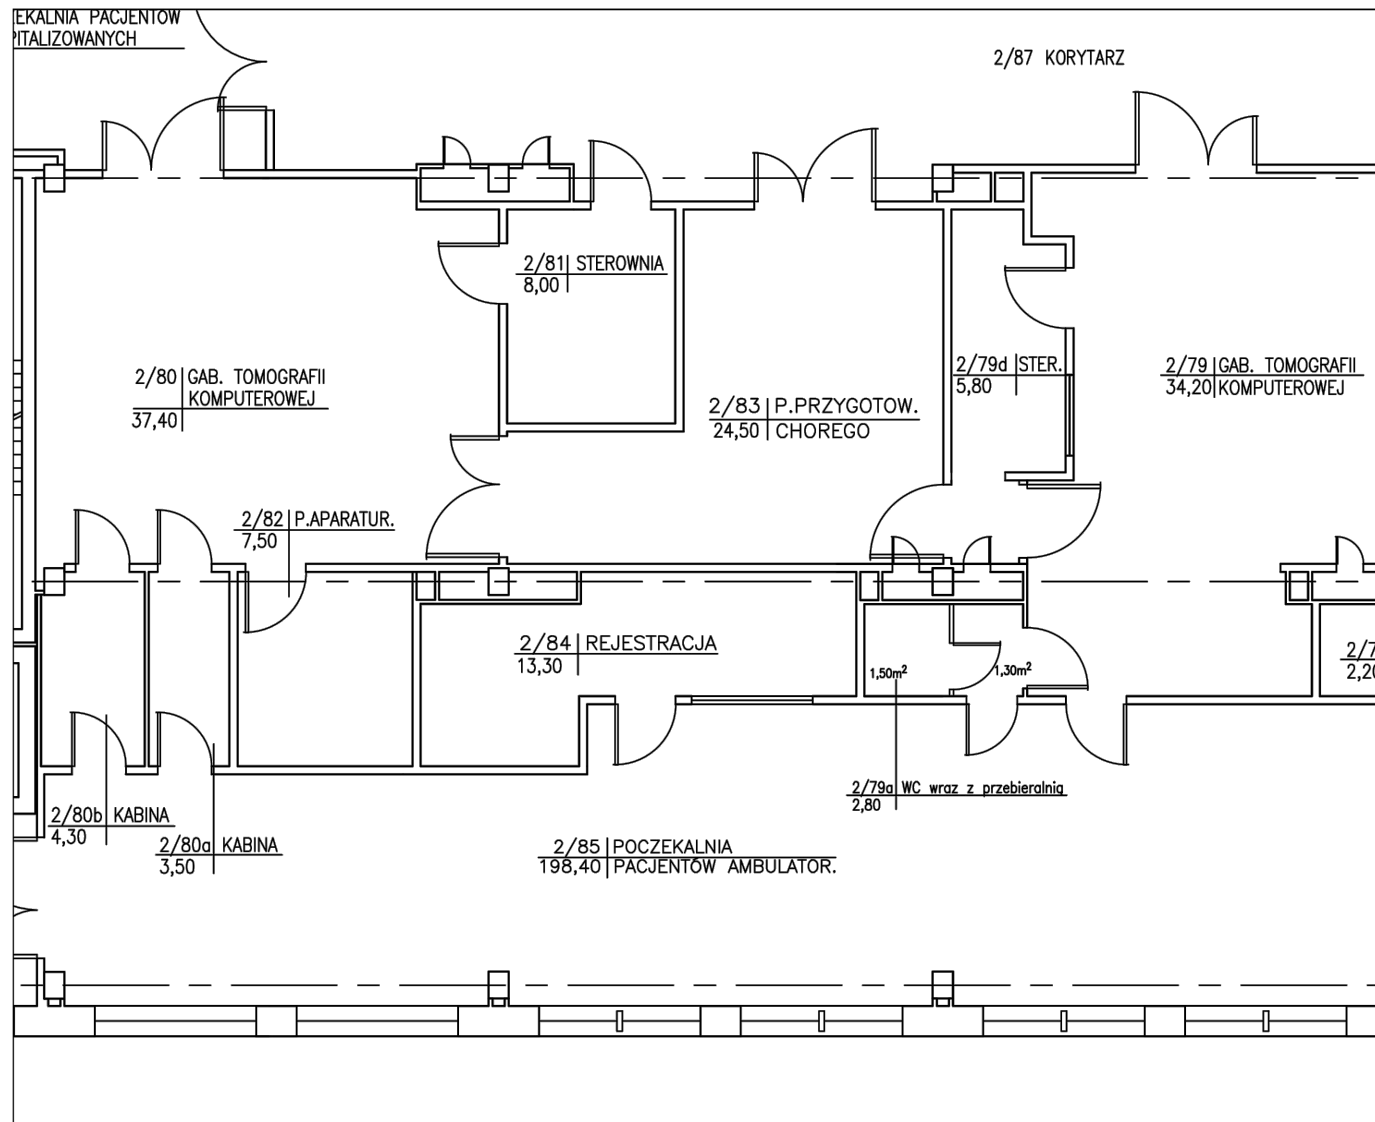 PACJENTÓW
2/87 KORYTARZ
2/81 STEROWNIA
8,00
2/80 GAB. TOMOGRAFII
KOMPUTEROWEJ
37,40
2/83 P.PRZYGOTOW.
24,50 CHOREGO
2/79d STER.
5,80
2/79 GAB. TOMOGRAFII
34,20 KOMPUTEROWEJ
2/82 P.APARATUR.
7,50
2/84 REJESTRACJA
13,30
1,50m²
1,30m²
2,20
2/79a WC wraz z przebieralnią
2,80
2/80b KABINA
4,30
2/80a KABINA
3,50
2/85 POCZEKALNIA
198,40 PACJENTÓW AMBULATOR.